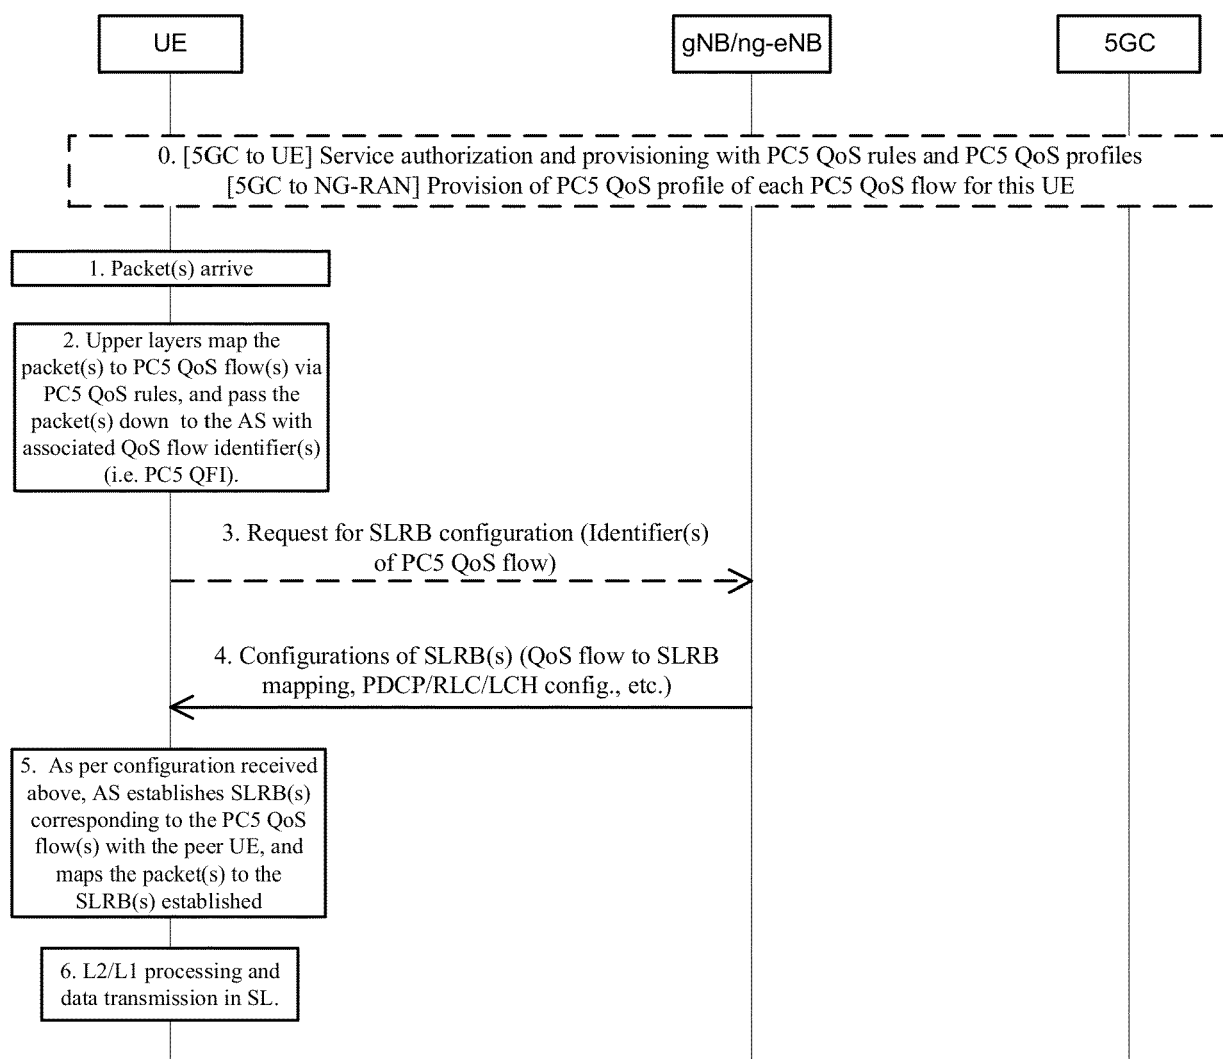 UE
gNB/ng-eNB
5GC
0. [5GC to UE] Service authorization and provisioning with PC5 QoS rules and PC5 QoS profiles
[5GC to NG-RAN] Provision of PC5 QoS profile of each PC5 QoS flow for this UE
1. Packet(s) arrive
2. Upper layers map the
packet(s) to PC5 QoS flow(s) via
PC5 QoS rules, and pass the
packet(s) down to the AS with
associated QoS flow identifier(s)
(i.e. PC5 QFI).
3. Request for SLRB configuration (Identifier(s)
of PC5 QoS flow)
4. Configurations of SLRB(s) (QoS flow to SLRB
mapping, PDCP/RLC/LCH config., etc.)
5. As per configuration received
above, AS establishes SLRB(s)
corresponding to the PC5 QoS
flow(s) with the peer UE, and
maps the packet(s) to the
SLRB(s) established
6. L2/L1 processing and
data transmission in SL.